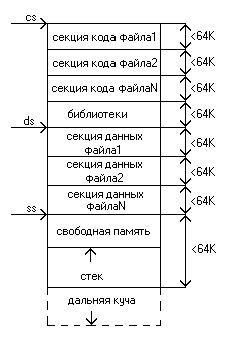 cs
секция кода файла1
<64K
секция кода файла2
<64K
секция кода файлаN
<64K
библиотеки
<64K
ds
секция данных
файла1
<64K
секция данных
файла2
<64K
секция данных
файлаN
<64K
ss
свободная память
<64K
стек
дальняя куча